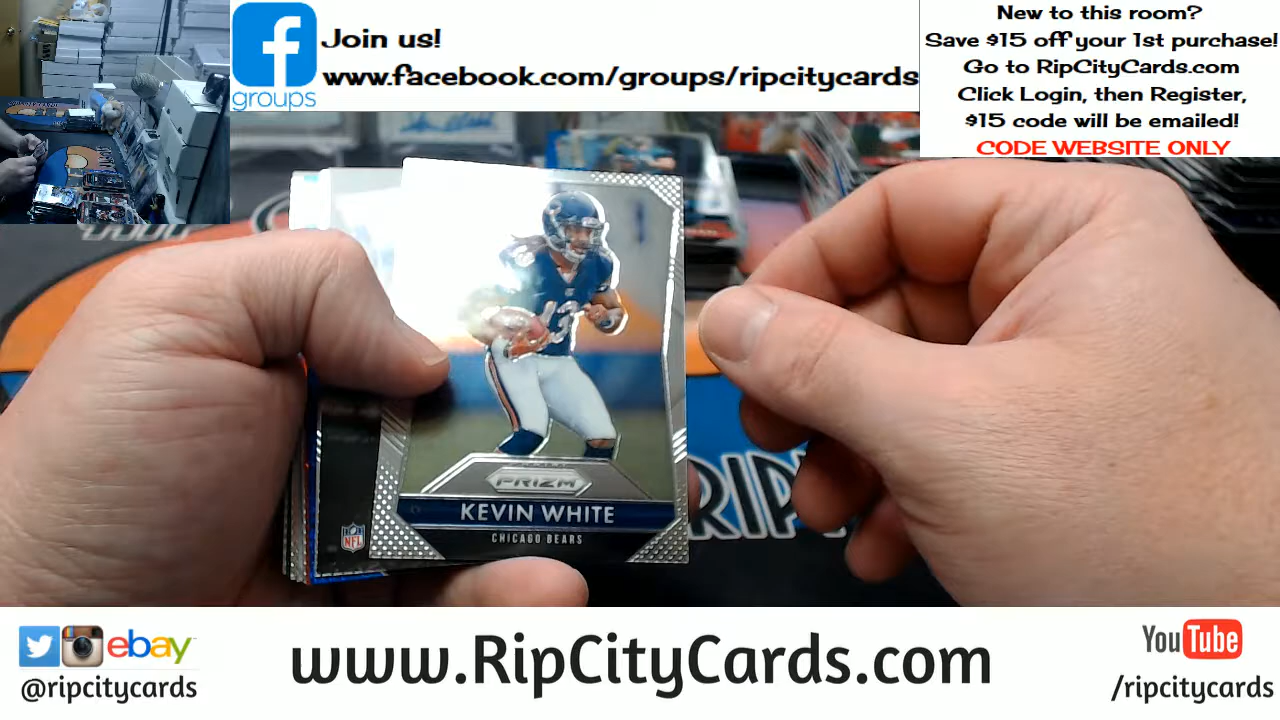 f
groups
Join us!
www.facebook.com/groups/ripcitycards
New to this room?
Save $15 off your 1st purchase!
Go to RipCityCards.com
Click Login, then Register,
$15 code will be emailed!
CODE WEBSITE ONLY
13
PRIZM
KEVIN WHITE
CHICAGO BEARS
NFL
RIP
ebay
@ripcitycards
www.RipCityCards.com
YouTube
/ripcitycards